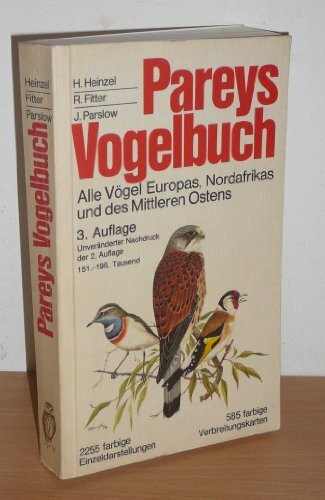 Heinzel
Fitter
Parslow
Pareys Vogelbuch
H. Heinzel
R. Fitter
J. Parslow
Pareys
Vogelbuch
Alle Vögel Europas, Nordafrikas
und des Mittleren Ostens
3. Auflage
Unveränderter Nachdruck
der 2. Auflage
151.-195. Tausend
2255 farbige
Einzeldarstellungen
585 farbige
Verbreitungskarten